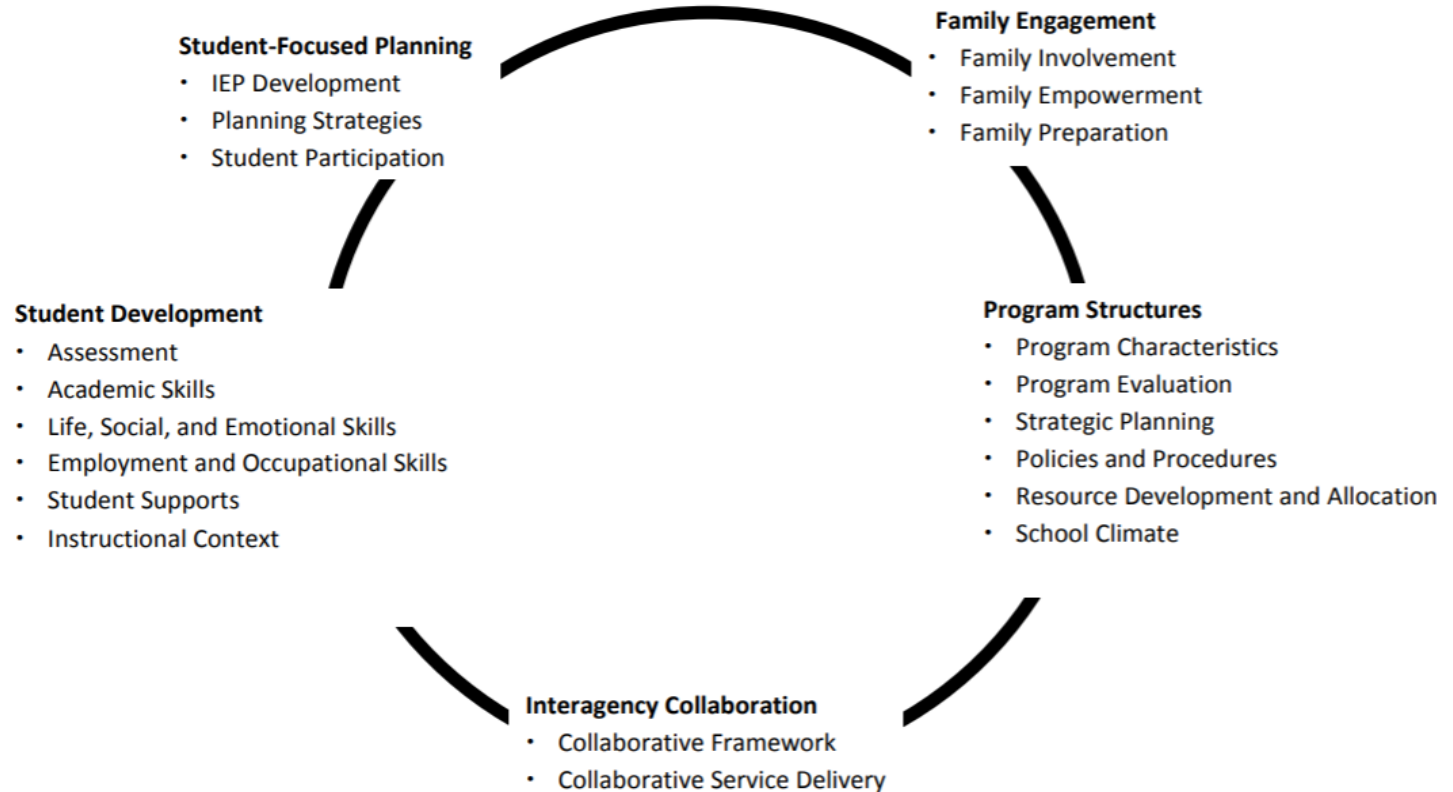 Student-Focused Planning
• IEP Development
• Planning Strategies
• Student Participation
Family Engagement
• Family Involvement
• Family Empowerment
• Family Preparation
Student Development
• Assessment
• Academic Skills
• Life, Social, and Emotional Skills
• Employment and Occupational Skills
• Student Supports
• Instructional Context
Program Structures
• Program Characteristics
• Program Evaluation
• Strategic Planning
• Policies and Procedures
• Resource Development and Allocation
• School Climate
Interagency Collaboration
• Collaborative Framework
• Collaborative Service Delivery